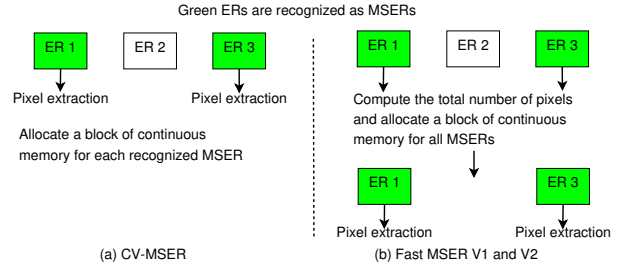 Green ERs are recognized as MSERs
ER 1
ER 2
ER 3
Pixel extraction
Pixel extraction
Allocate a block of continuous
memory for each recognized MSER
(a) CV-MSER
ER 1
ER 2
ER 3
Compute the total number of pixels
and allocate a block of continuous
memory for all MSERs
ER 1
ER 3
Pixel extraction
Pixel extraction
(b) Fast MSER V1 and V2